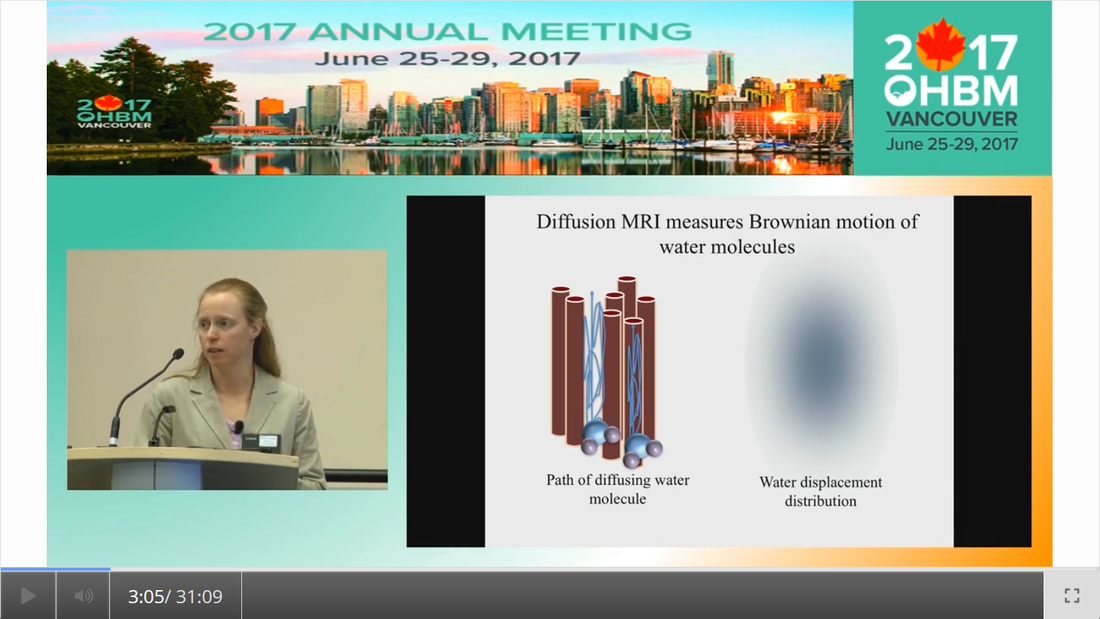 2017 ANNUAL MEETING
June 25-29, 2017
2017
OHBM
VANCOUVER
2017
OHBM
VANCOUVER
June 25-29, 2017
Diffusion MRI measures Brownian motion of
water molecules
Path of diffusing water
molecule
Water displacement
distribution
3:05/ 31:09